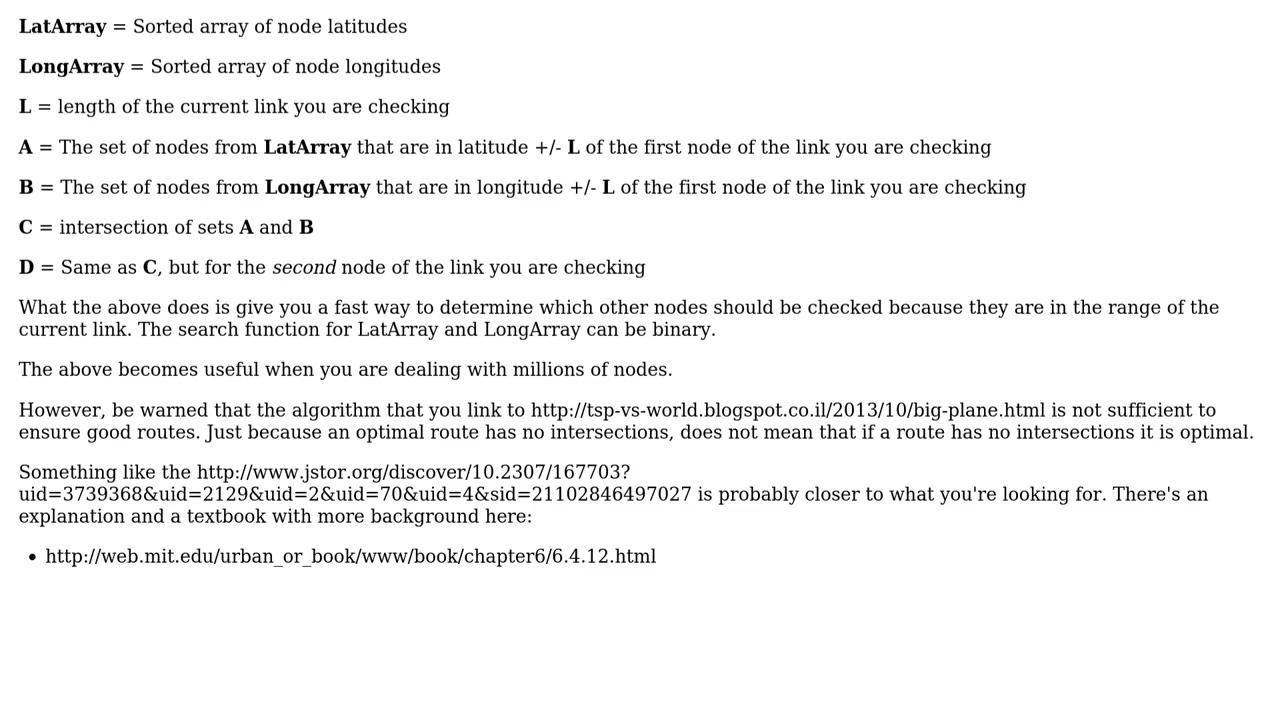 LatArray = Sorted array of node latitudes
LongArray = Sorted array of node longitudes
L = length of the current link you are checking
A = The set of nodes from LatArray that are in latitude +/- L of the first node of the link you are checking
B = The set of nodes from LongArray that are in longitude +/- L of the first node of the link you are checking
C = intersection of sets A and B
D = Same as C, but for the second node of the link you are checking
What the above does is give you a fast way to determine which other nodes should be checked because they are in the range of the
current link. The search function for LatArray and LongArray can be binary.
The above becomes useful when you are dealing with millions of nodes.
However, be warned that the algorithm that you link to http://tsp-vs-world.blogspot.co.il/2013/10/big-plane.html is not sufficient to
ensure good routes. Just because an optimal route has no intersections, does not mean that if a route has no intersections it is optimal.
Something like the http://www.jstor.org/discover/10.2307/167703?
uid=3739368&uid=2129&uid=2&uid=70&uid=4&sid=21102846497027 is probably closer to what you're looking for. There's an
explanation and a textbook with more background here:
• http://web.mit.edu/urban_or_book/www/book/chapter6/6.4.12.html